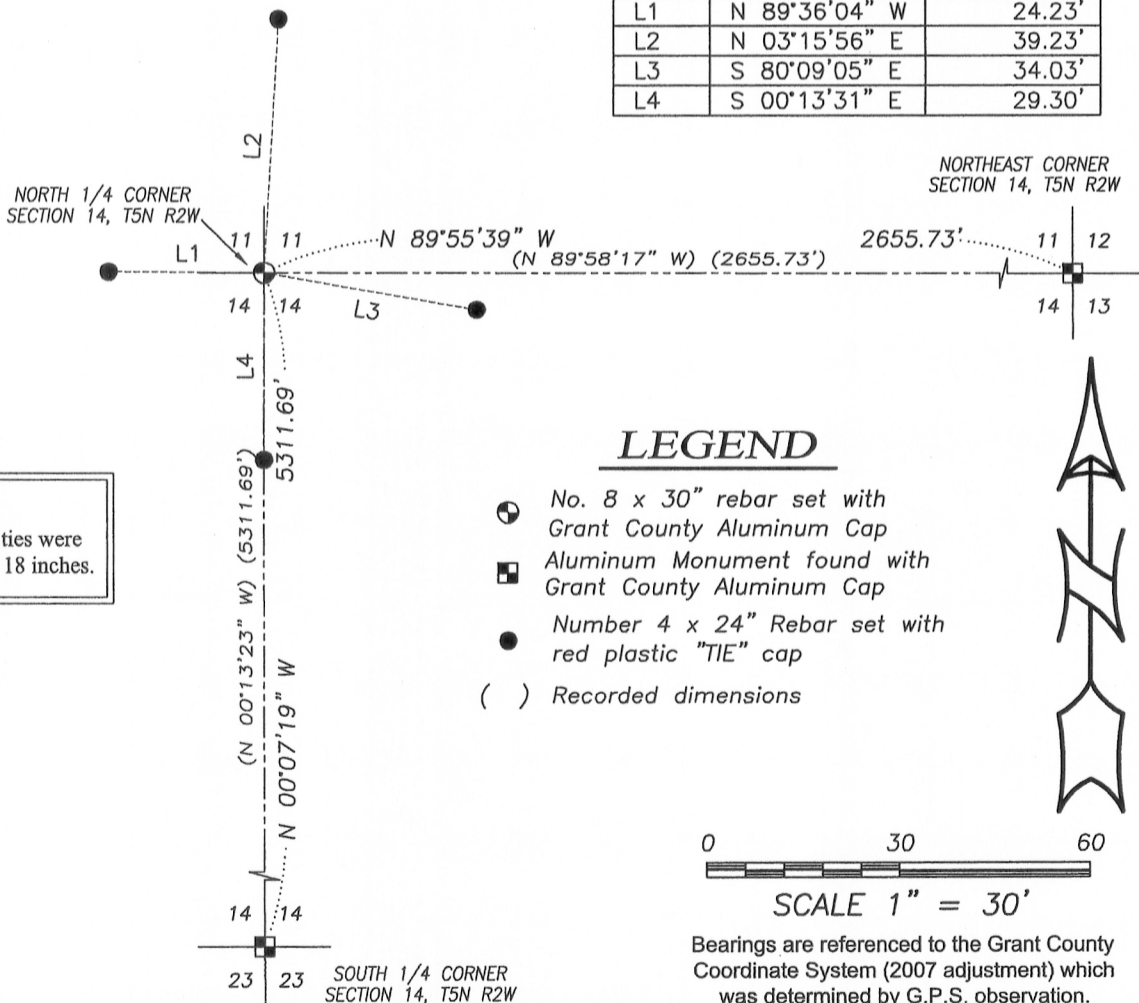 L1 N 89°36'04" W 24.23'
L2 N 03°15'56" E 39.23'
L3 S 80°09'05" E 34.03'
L4 S 00°13'31" E 29.30'
L2
NORTH 1/4 CORNER
SECTION 14, T5N R2W
NORTHEAST CORNER
SECTION 14, T5N R2W
11 11
L1
N 89°55'39" W
(N 89°58'17" W) (2655.73')
2655.73'
11 12
14 14
L3
14 13
L4
5311.69'
(N 00°13'23" W) (5311.69')
N 00°07'19" W
ties were
18 inches.
LEGEND
No. 8 x 30" rebar set with
Grant County Aluminum Cap
Aluminum Monument found with
Grant County Aluminum Cap
Number 4 x 24" Rebar set with
red plastic "TIE" cap
( ) Recorded dimensions
N
0 30 60
SCALE 1" = 30'
14 14
23 23
SOUTH 1/4 CORNER
SECTION 14, T5N R2W
Bearings are referenced to the Grant County
Coordinate System (2007 adjustment) which
was determined by G.P.S. observation.